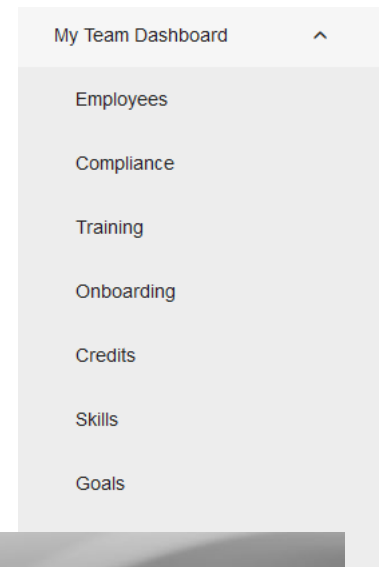 My Team Dashboard
Employees
Compliance
Training
Onboarding
Credits
Skills
Goals